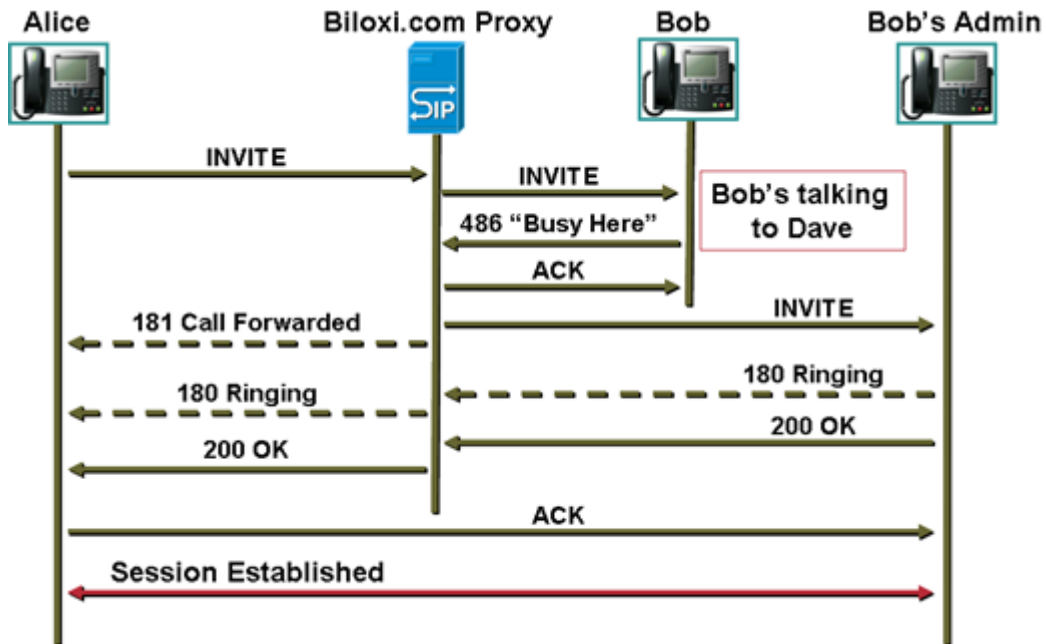 Alice
Biloxi.com Proxy
Bob
Bob's Admin
SIP
INVITE
INVITE
Bob's talking
to Dave
486 “Busy Here”
ACK
INVITE
181 Call Forwarded
180 Ringing
180 Ringing
200 OK
200 OK
ACK
Session Established